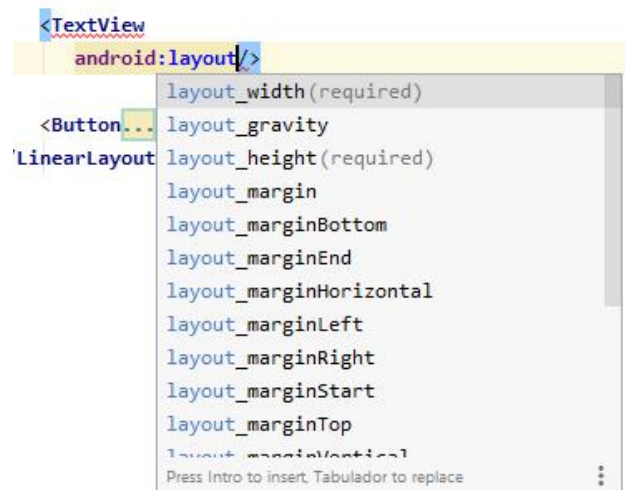 <TextView
android:layout/>
layout_width(required)
<Button... layout_gravity
LinearLayout layout_height(required)
layout_margin
layout_marginBottom
layout_marginEnd
layout_marginHorizontal
layout_marginLeft
layout_marginRight
layout_marginStart
layout_marginTop
layout_marginVertical
Press Intro to insert, Tabulador to replace